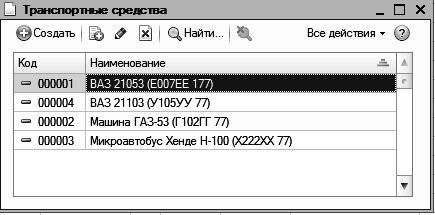 Транспортные средства
Создать Найти... Все действия
Код Наименование
000001 ВАЗ 21053 (Е007ЕЕ 177)
000004 ВАЗ 21103 (У105УУ 77)
000002 Машина ГАЗ-53 (Г102ГГ 77)
000003 Микроавтобус Хенде Н-100 (Х222ХХ 77)